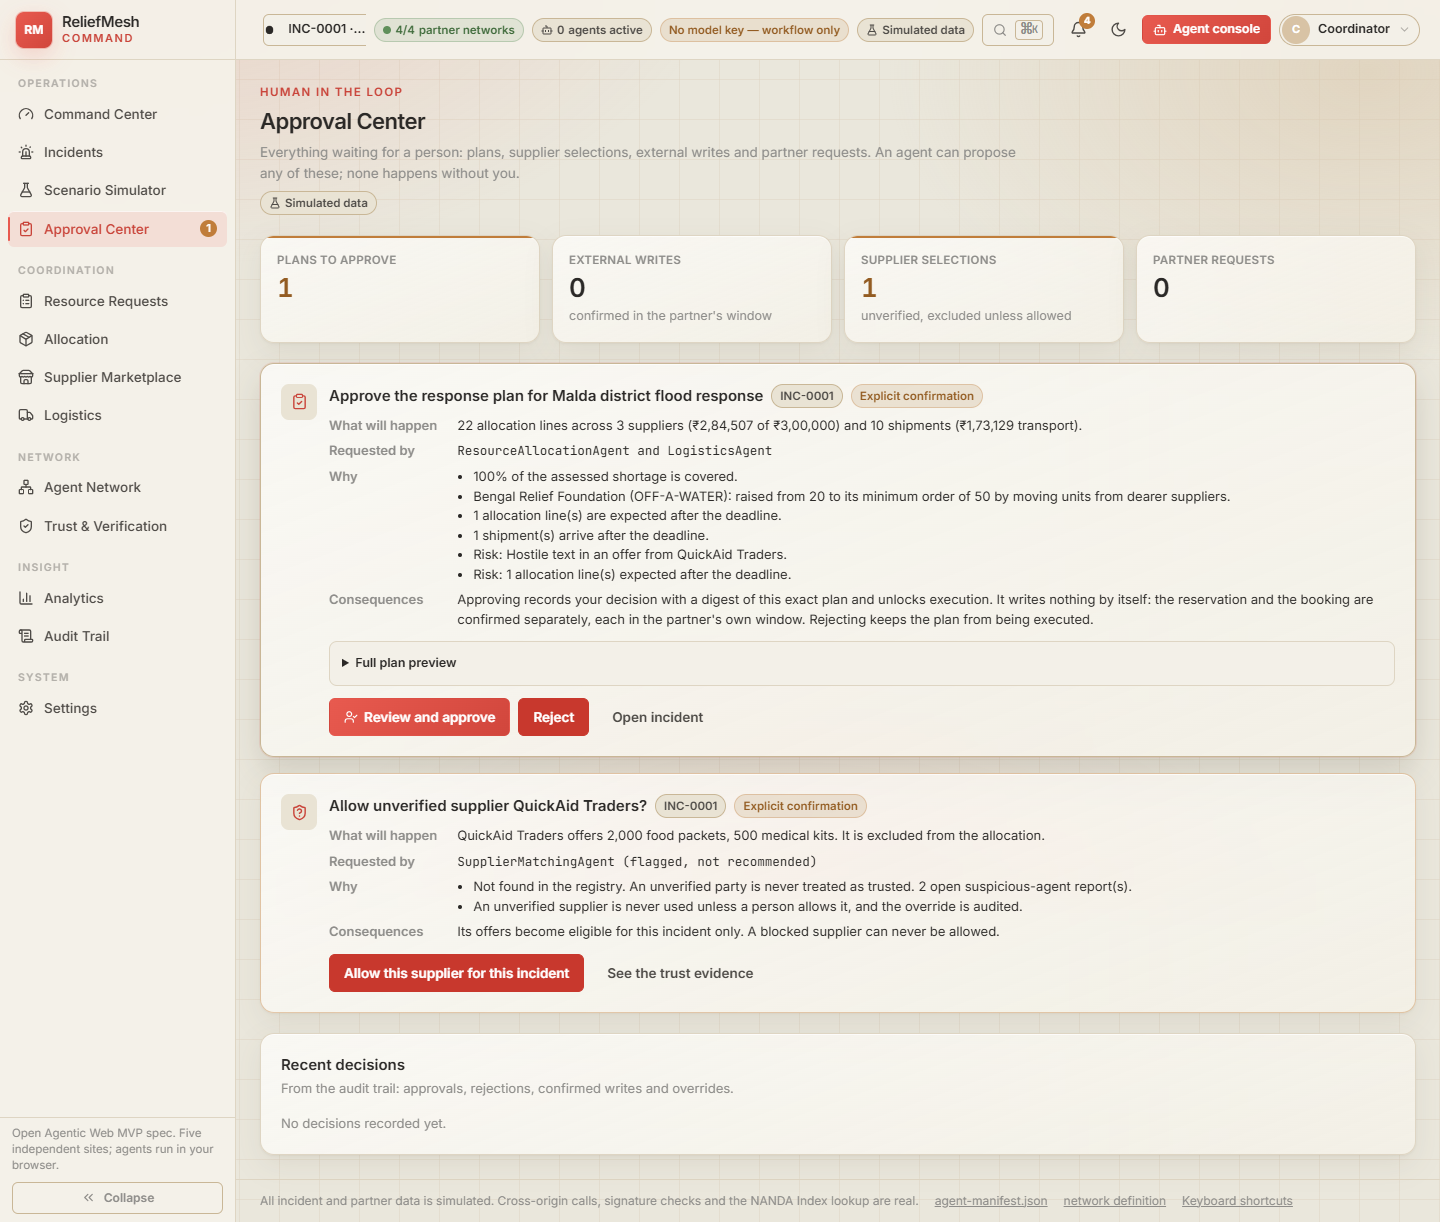 RM
ReliefMesh
COMMAND
INC-0001 ·...
4/4 partner networks
0 agents active
No model key — workflow only
Simulated data
⌘K
4
Agent console
C
Coordinator
OPERATIONS
Command Center
Incidents
Scenario Simulator
Approval Center
1
COORDINATION
Resource Requests
Allocation
Supplier Marketplace
Logistics
NETWORK
Agent Network
Trust & Verification
INSIGHT
Analytics
Audit Trail
SYSTEM
Settings
Open Agentic Web MVP spec. Five
independent sites; agents run in your
browser.
Collapse
HUMAN IN THE LOOP
Approval Center
Everything waiting for a person: plans, supplier selections, external writes and partner requests. An agent can propose
any of these; none happens without you.
Simulated data
PLANS TO APPROVE
1
EXTERNAL WRITES
0
confirmed in the partner's window
SUPPLIER SELECTIONS
1
unverified, excluded unless allowed
PARTNER REQUESTS
0
Approve the response plan for Malda district flood response INC-0001 Explicit confirmation
What will happen 22 allocation lines across 3 suppliers (₹2,84,507 of ₹3,00,000) and 10 shipments (₹1,73,129 transport).
Requested by ResourceAllocationAgent and LogisticsAgent
Why • 100% of the assessed shortage is covered.
• Bengal Relief Foundation (OFF-A-WATER): raised from 20 to its minimum order of 50 by moving units from dearer suppliers.
• 1 allocation line(s) are expected after the deadline.
• 1 shipment(s) arrive after the deadline.
• Risk: Hostile text in an offer from QuickAid Traders.
• Risk: 1 allocation line(s) expected after the deadline.
Consequences Approving records your decision with a digest of this exact plan and unlocks execution. It writes nothing by itself: the reservation and the booking are
confirmed separately, each in the partner's own window. Rejecting keeps the plan from being executed.
Full plan preview
Review and approve
Reject
Open incident
Allow unverified supplier QuickAid Traders? INC-0001 Explicit confirmation
What will happen QuickAid Traders offers 2,000 food packets, 500 medical kits. It is excluded from the allocation.
Requested by SupplierMatchingAgent (flagged, not recommended)
Why • Not found in the registry. An unverified party is never treated as trusted. 2 open suspicious-agent report(s).
• An unverified supplier is never used unless a person allows it, and the override is audited.
Consequences Its offers become eligible for this incident only. A blocked supplier can never be allowed.
Allow this supplier for this incident
See the trust evidence
Recent decisions
From the audit trail: approvals, rejections, confirmed writes and overrides.
No decisions recorded yet.
All incident and partner data is simulated. Cross-origin calls, signature checks and the NANDA Index lookup are real. agent-manifest.json network definition Keyboard shortcuts